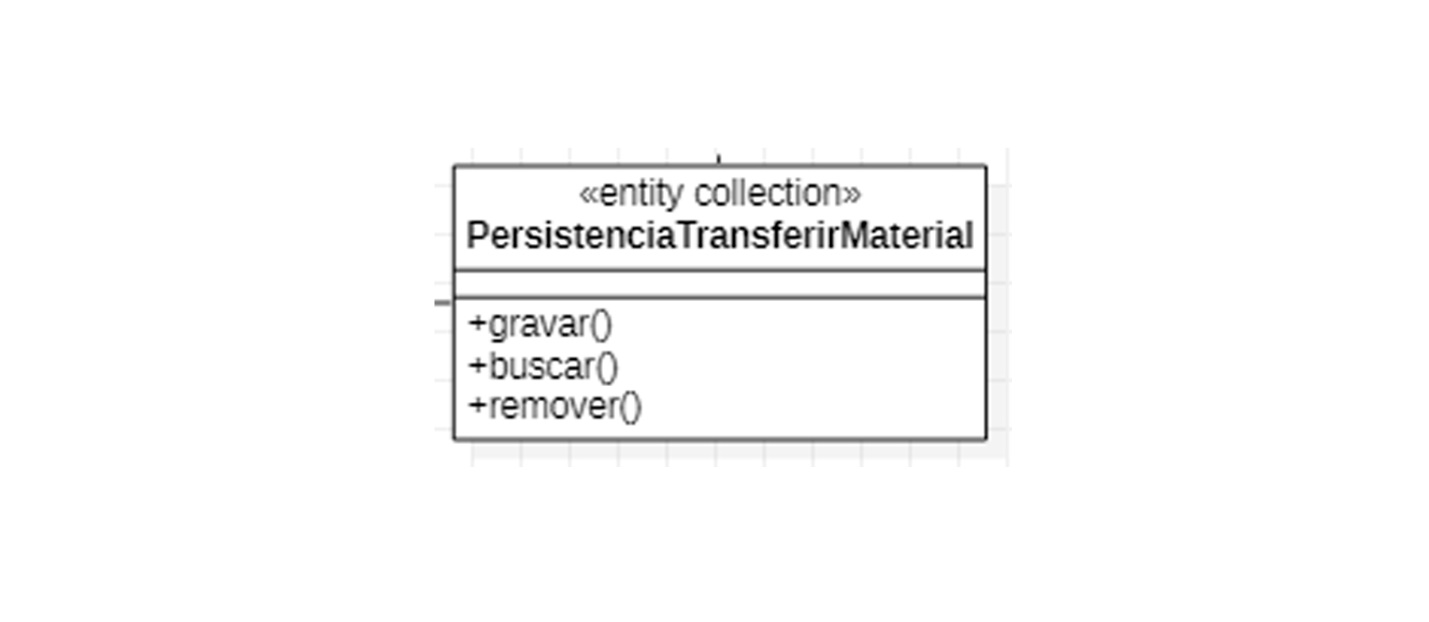 «entity collection»
PersistenciaTransferirMaterial
+gravar()
+buscar()
+remover()